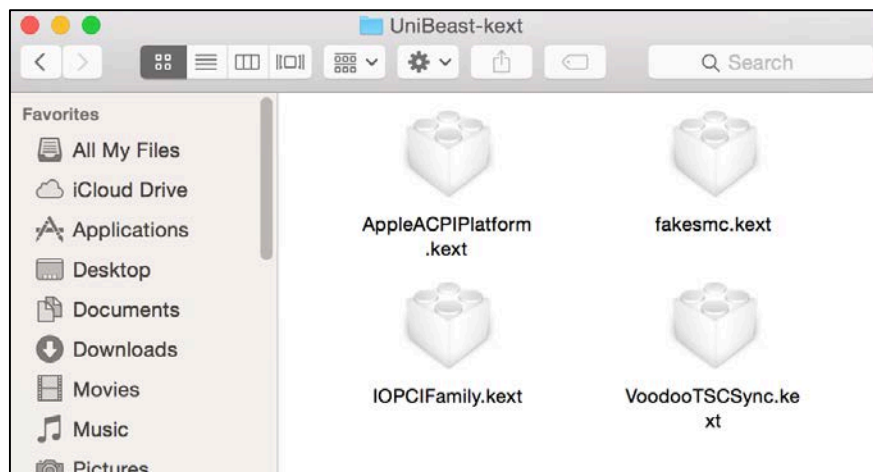 UniBeast-kext
Search
Favorites
All My Files
iCloud Drive
Applications
Desktop
Documents
Downloads
Movies
Music
Pictures
AppleACPIPlatform
.kext
fakesmc.kext
IOPCIFamily.kext
VoodooTSCSync.ke
xt